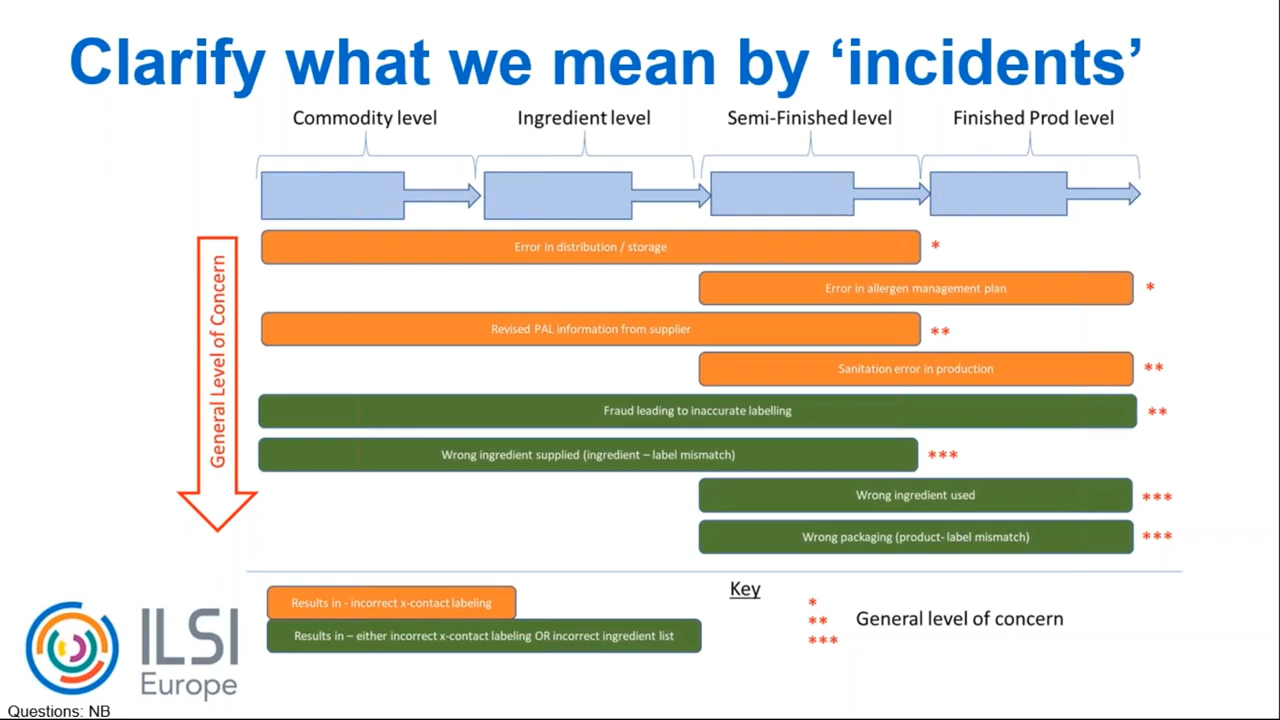 Clarify what we mean by ‘incidents’
Commodity level
Ingredient level
Semi-Finished level
Finished Prod level
General Level of Concern
Error in distribution / storage
*
Error in allergen management plan
*
Revised PAL information from supplier
**
Sanitation error in production
**
Fraud leading to inaccurate labelling
**
Wrong ingredient supplied (ingredient – label mismatch)
***
Wrong ingredient used
***
Wrong packaging (product- label mismatch)
***
Key
Results in - incorrect x-contact labeling
Results in – either incorrect x-contact labeling OR incorrect ingredient list
*
**
***
General level of concern
ILSI
Europe
Questions: NB